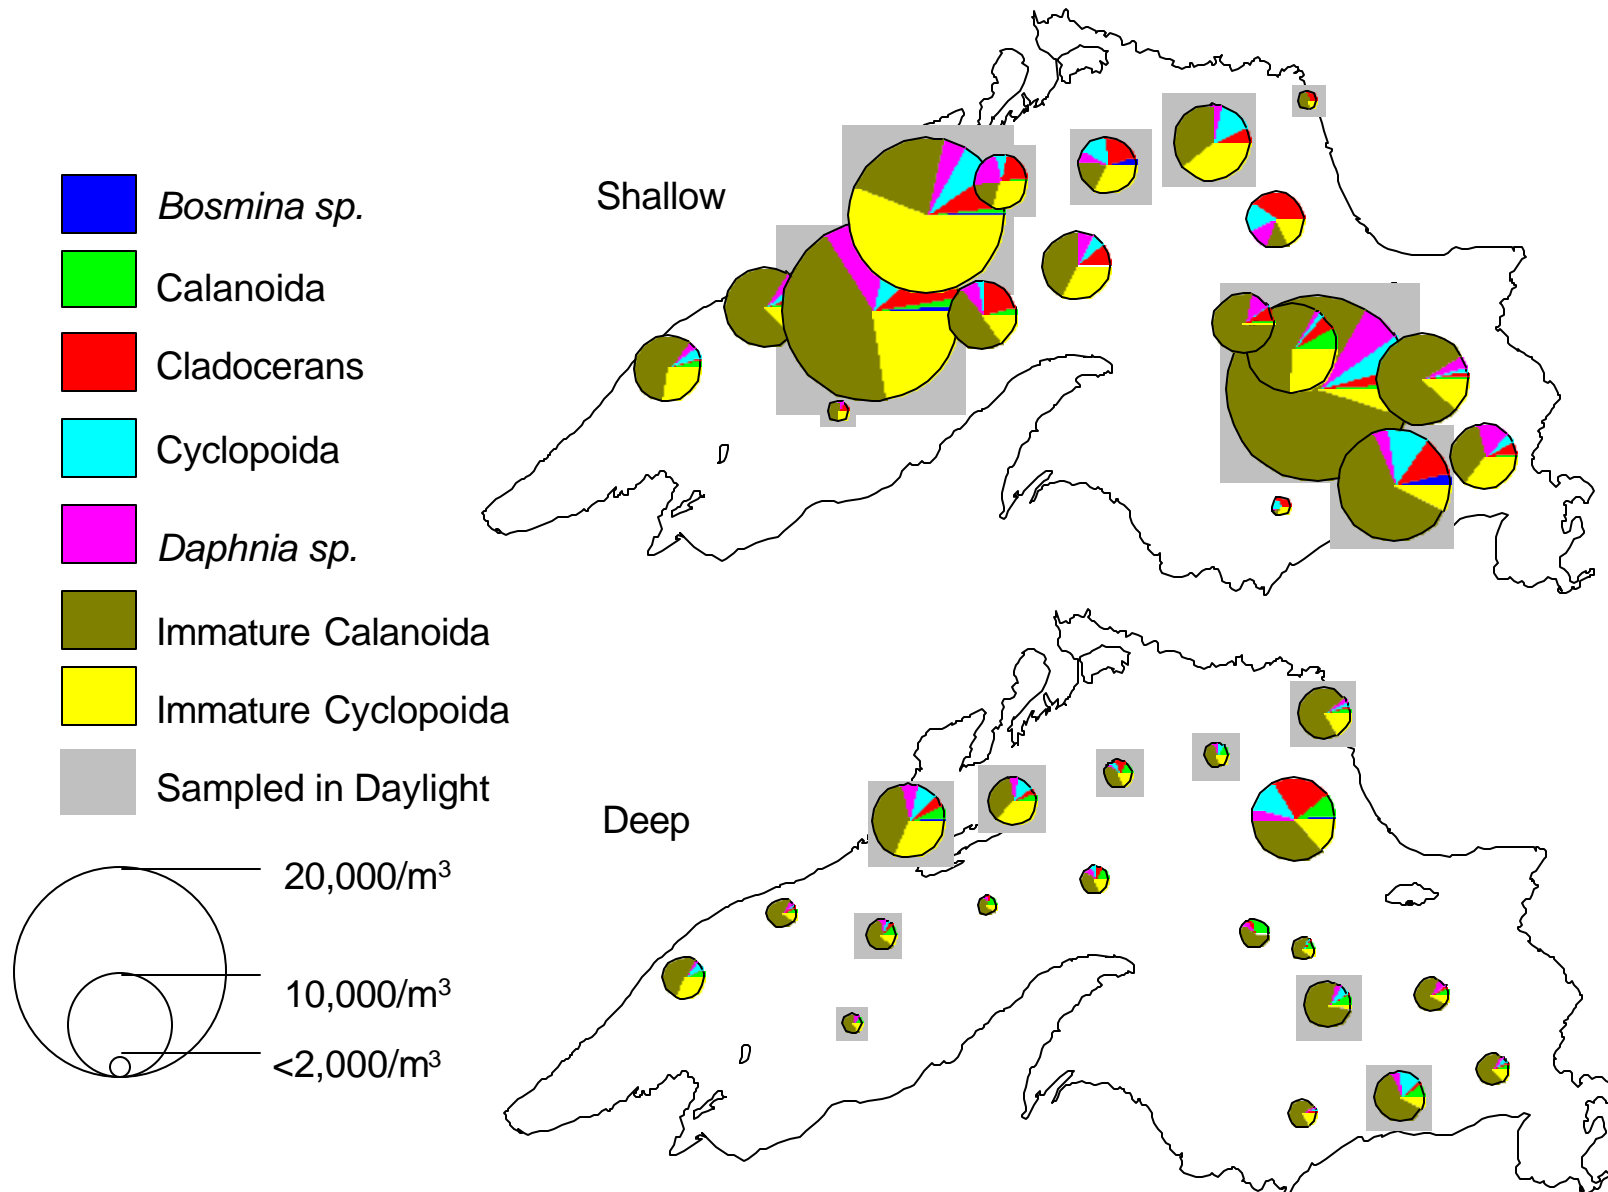 Shallow
Bosmina sp.
Calanoida
Cladocerans
Cyclopoida
Daphnia sp.
Immature Calanoida
Immature Cyclopoida
Sampled in Daylight
Deep
20,000/m³
10,000/m³
<2,000/m³